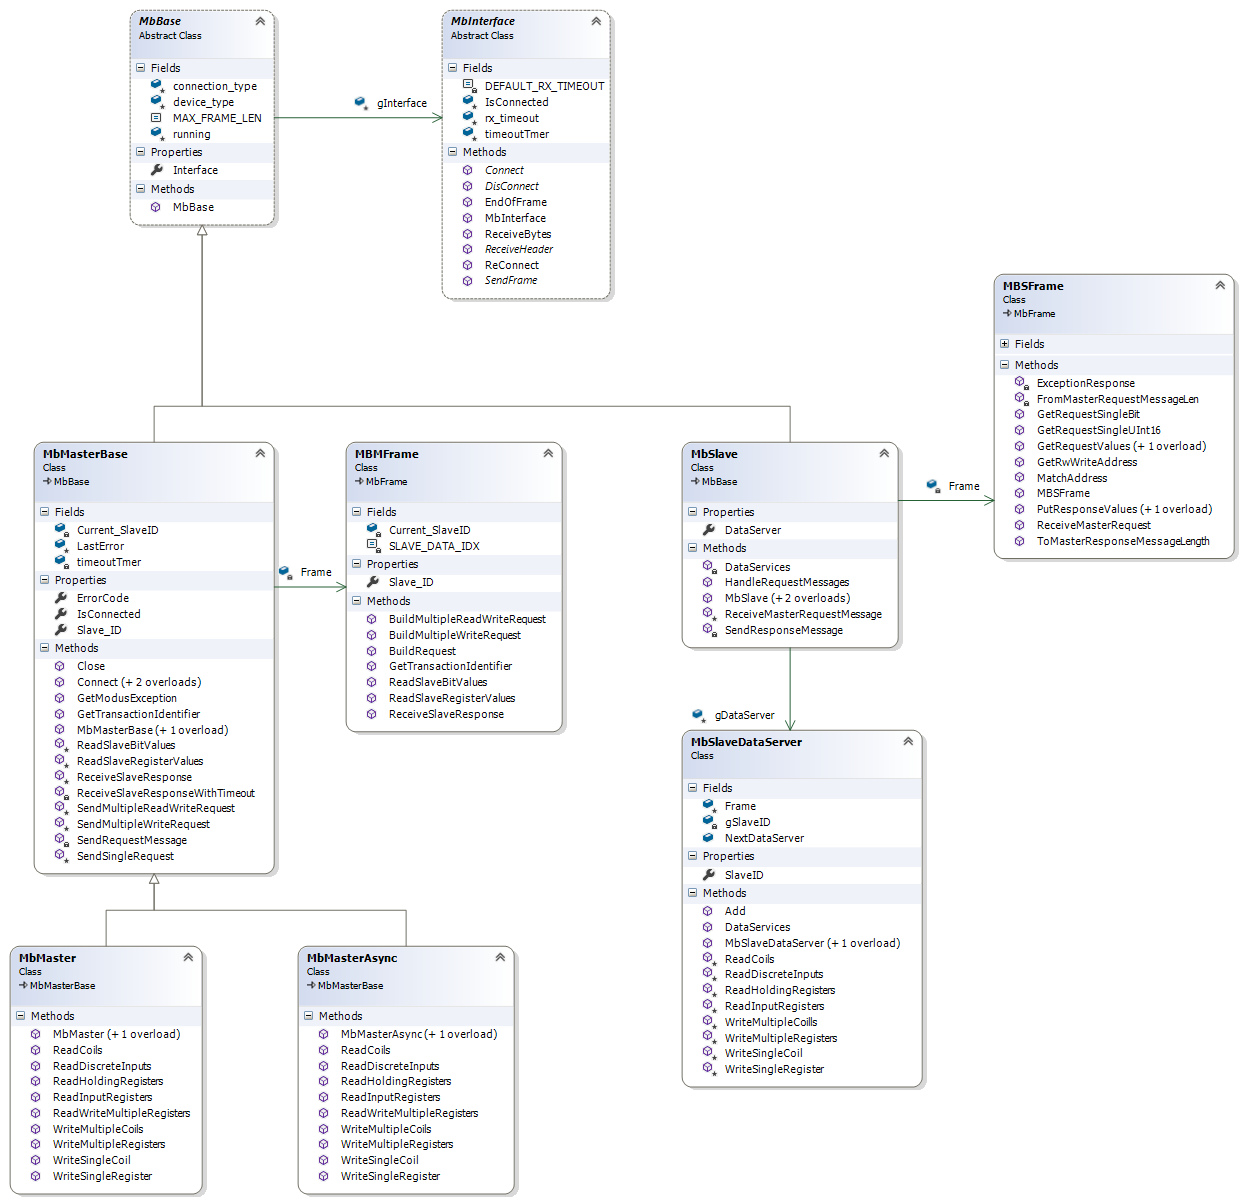 MbBase
Abstract Class
Fields
connection_type
device_type
MAX_FRAME_LEN
running
Properties
Interface
Methods
MbBase
gInterface
MbInterface
Abstract Class
Fields
DEFAULT_RX_TIMEOUT
IsConnected
rx_timeout
timeoutTmer
Methods
Connect
DisConnect
EndOfFrame
MbInterface
ReceiveBytes
ReceiveHeader
ReConnect
SendFrame
MBSFrame
Class
MbFrame
Fields
Methods
ExceptionResponse
FromMasterRequestMessageLen
GetRequestSingleBit
GetRequestSingleUInt16
GetRequestValues (+ 1 overload)
GetRwWriteAddress
MatchAddress
MBSFrame
PutResponseValues (+ 1 overload)
ReceiveMasterRequest
ToMasterResponseMessageLength
MbMasterBase
Class
MbBase
Fields
Current_SlaveID
LastError
timeoutTmer
Properties
ErrorCode
IsConnected
Slave_ID
Methods
Close
Connect (+ 2 overloads)
GetModusException
GetTransactionIdentifier
MbMasterBase (+ 1 overload)
ReadSlaveBitValues
ReadSlaveRegisterValues
ReceiveSlaveResponse
ReceiveSlaveResponseWithTimeout
SendMultipleReadWriteRequest
SendMultipleWriteRequest
SendRequestMessage
SendSingleRequest
Frame
MBMFrame
Class
MbFrame
Fields
Current_SlaveID
SLAVE_DATA_IDX
Properties
Slave_ID
Methods
BuildMultipleReadWriteRequest
BuildMultipleWriteRequest
BuildRequest
GetTransactionIdentifier
ReadSlaveBitValues
ReadSlaveRegisterValues
ReceiveSlaveResponse
MbSlave
Class
MbBase
Properties
DataServer
Methods
DataServices
HandleRequestMessages
MbSlave (+ 2 overloads)
ReceiveMasterRequestMessage
SendResponseMessage
Frame
gDataServer
MbSlaveDataServer
Class
Fields
Frame
gSlaveID
NextDataServer
Properties
SlaveID
Methods
Add
DataServices
MbSlaveDataServer (+ 1 overload)
ReadCoils
ReadDiscreteInputs
ReadHoldingRegisters
ReadInputRegisters
WriteMultipleCoills
WriteMultipleRegisters
WriteSingleCoil
WriteSingleRegister
MbMaster
Class
MbMasterBase
Methods
MbMaster (+ 1 overload)
ReadCoils
ReadDiscreteInputs
ReadHoldingRegisters
ReadInputRegisters
ReadWriteMultipleRegisters
WriteMultipleCoils
WriteMultipleRegisters
WriteSingleCoil
WriteSingleRegister
MbMasterAsync
Class
MbMasterBase
Methods
MbMasterAsync (+ 1 overload)
ReadCoils
ReadDiscreteInputs
ReadHoldingRegisters
ReadInputRegisters
ReadWriteMultipleRegisters
WriteMultipleCoils
WriteMultipleRegisters
WriteSingleCoil
WriteSingleRegister